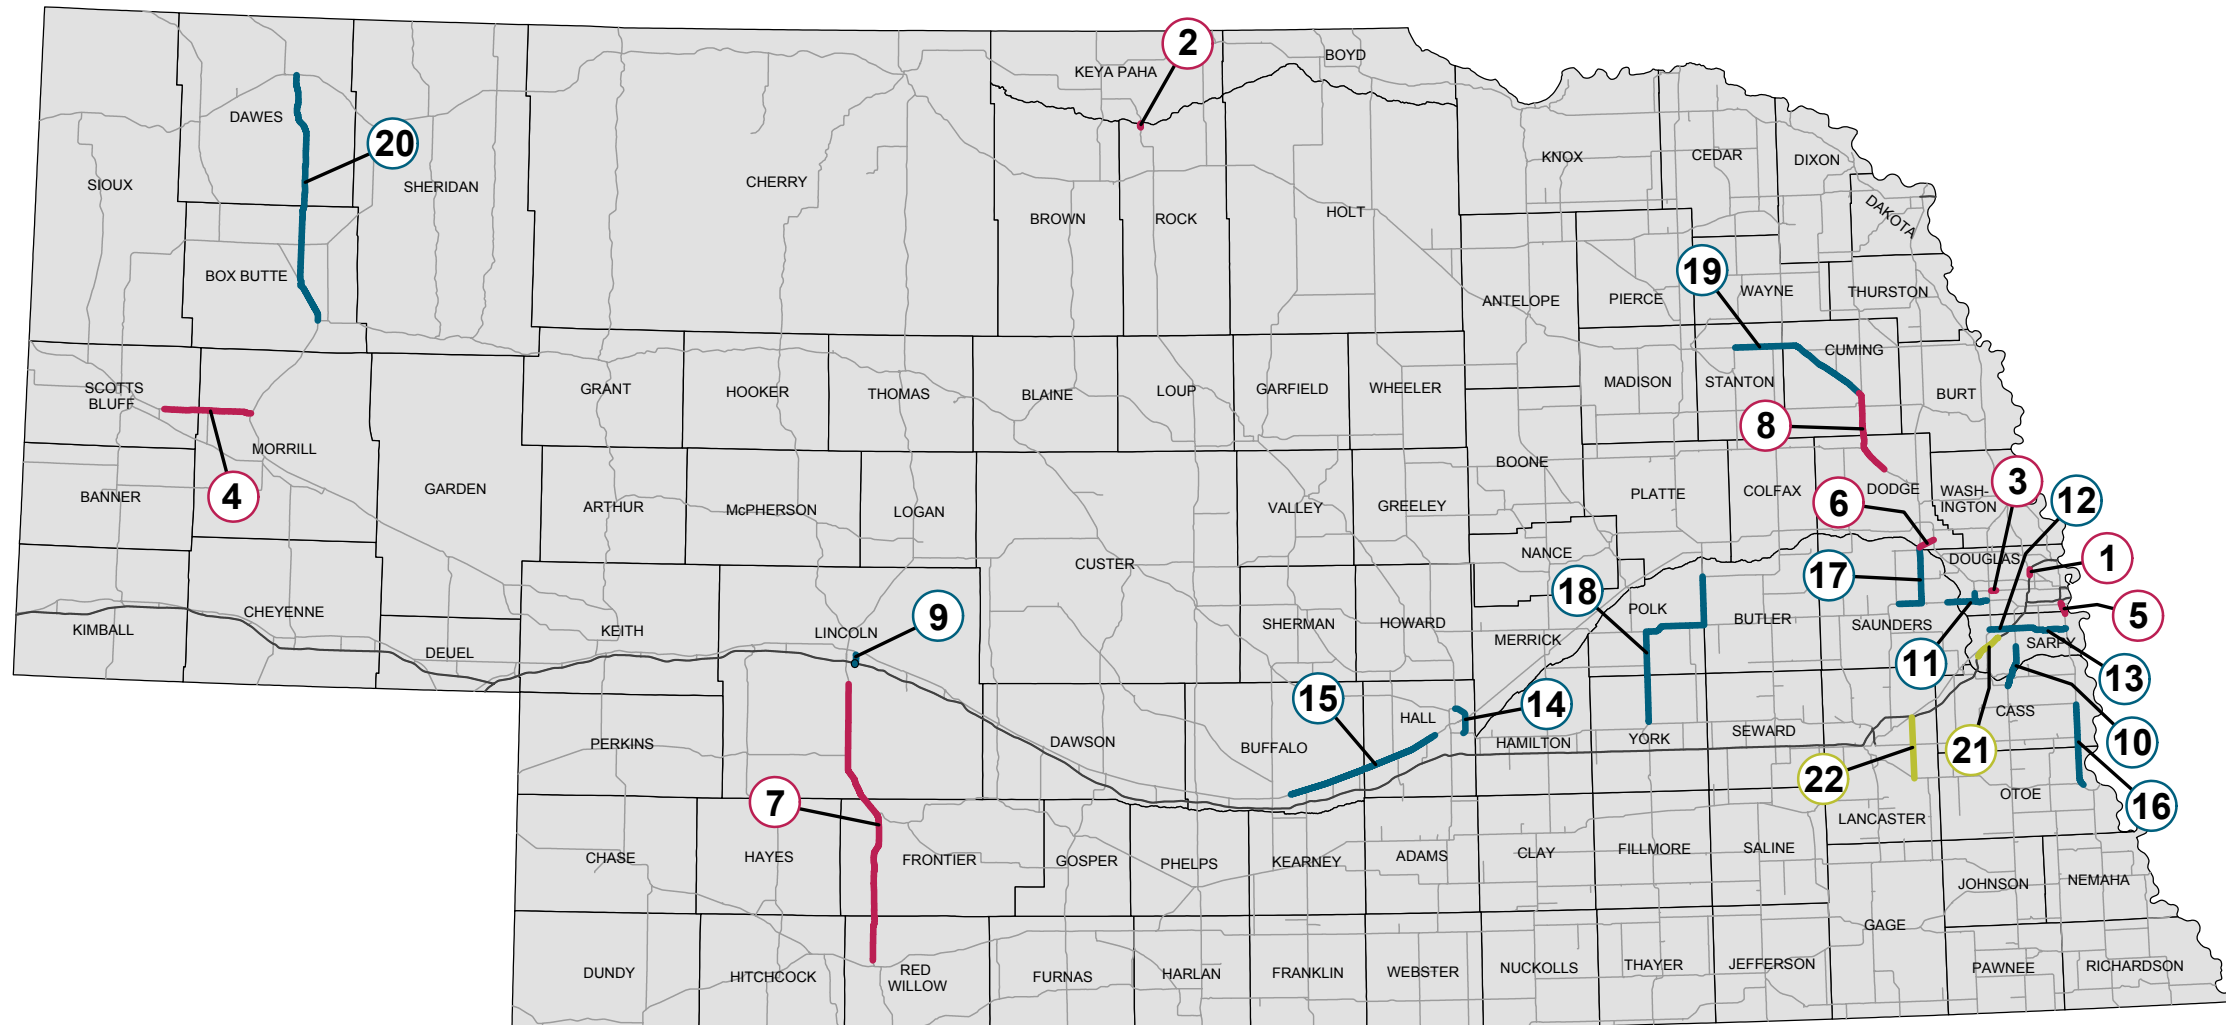 2
BOYD
KEYA PAHA
DAWES
20
KNOX
CEDAR
DIXON
SIOUX
SHERIDAN
CHERRY
BROWN
ROCK
HOLT
DAKOTA
BOX BUTTE
19
WAYNE
THURSTON
ANTELOPE
PIERCE
CUMING
SCOTTS
BLUFF
GRANT
HOOKER
THOMAS
BLAINE
LOUP
GARFIELD
WHEELER
MADISON
STANTON
BURT
8
MORRILL
4
BANNER
GARDEN
ARTHUR
McPHERSON
LOGAN
VALLEY
GREELEY
BOONE
PLATTE
COLFAX
DODGE
WASH-
INGTON
3
12
6
CUSTER
NANCE
DOUGLAS
1
17
18
CHEYENNE
KIMBALL
KEITH
LINCOLN
9
SHERMAN
HOWARD
MERRICK
POLK
BUTLER
SAUNDERS
5
DEUEL
11
SARPY
13
15
14
HALL
CASS
PERKINS
DAWSON
BUFFALO
HAMILTON
YORK
SEWARD
21
10
22
7
OTOE
16
LANCASTER
CHASE
HAYES
FRONTIER
GOSPER
PHELPS
KEARNEY
ADAMS
CLAY
FILLMORE
SALINE
JOHNSON
NEMAHA
GAGE
DUNDY
HITCHCOCK
RED
WILLOW
FURNAS
HARLAN
FRANKLIN
WEBSTER
NUCKOLLS
THAYER
JEFFERSON
PAWNEE
RICHARDSON